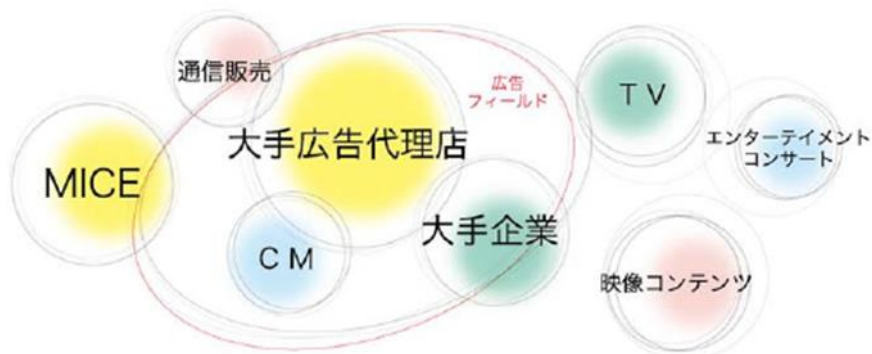 通信販売
広告
フィールド
ＴＶ
大手広告代理店
エンターテイメント
コンサート
MICE
大手企業
ＣＭ
映像コンテンツ